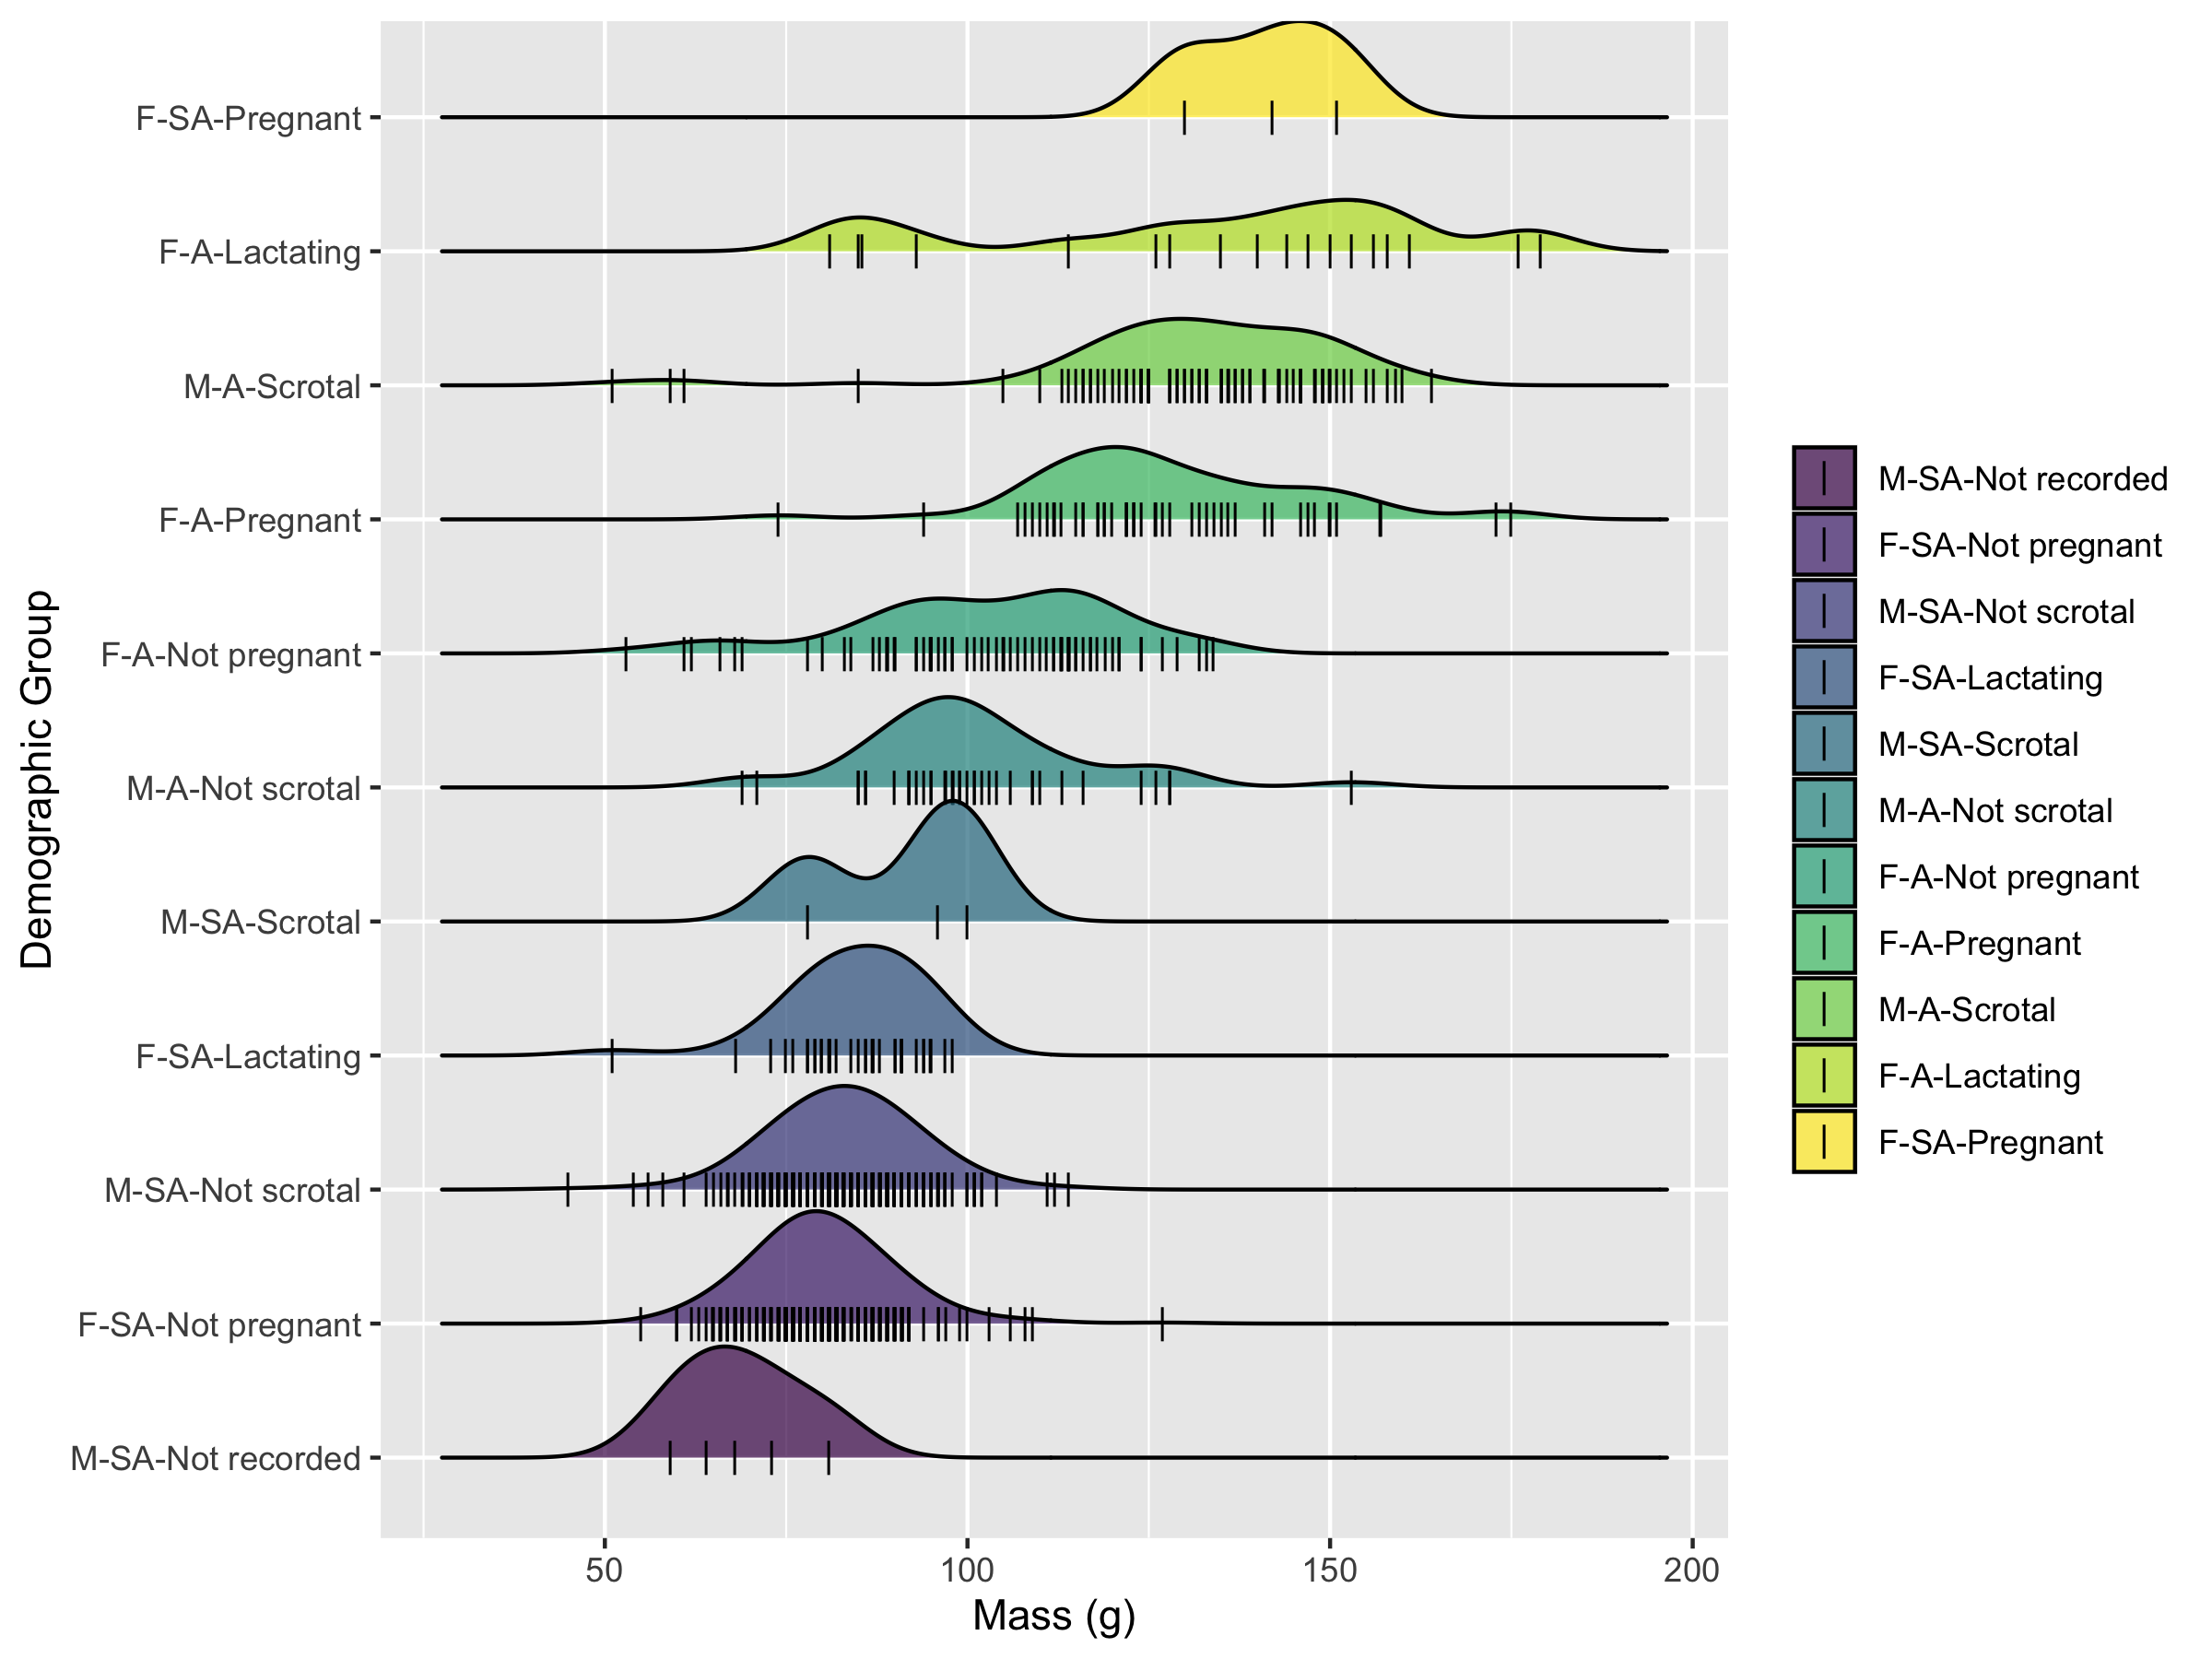 Demographic Group
F-SA-Pregnant
F-A-Lactating
M-A-Scrotal
F-A-Pregnant
F-A-Not pregnant
M-A-Not scrotal
M-SA-Scrotal
F-SA-Lactating
M-SA-Not scrotal
F-SA-Not pregnant
M-SA-Not recorded
50 100 150 200
Mass (g)
M-SA-Not recorded
F-SA-Not pregnant
M-SA-Not scrotal
F-SA-Lactating
M-SA-Scrotal
M-A-Not scrotal
F-A-Not pregnant
F-A-Pregnant
M-A-Scrotal
F-A-Lactating
F-SA-Pregnant